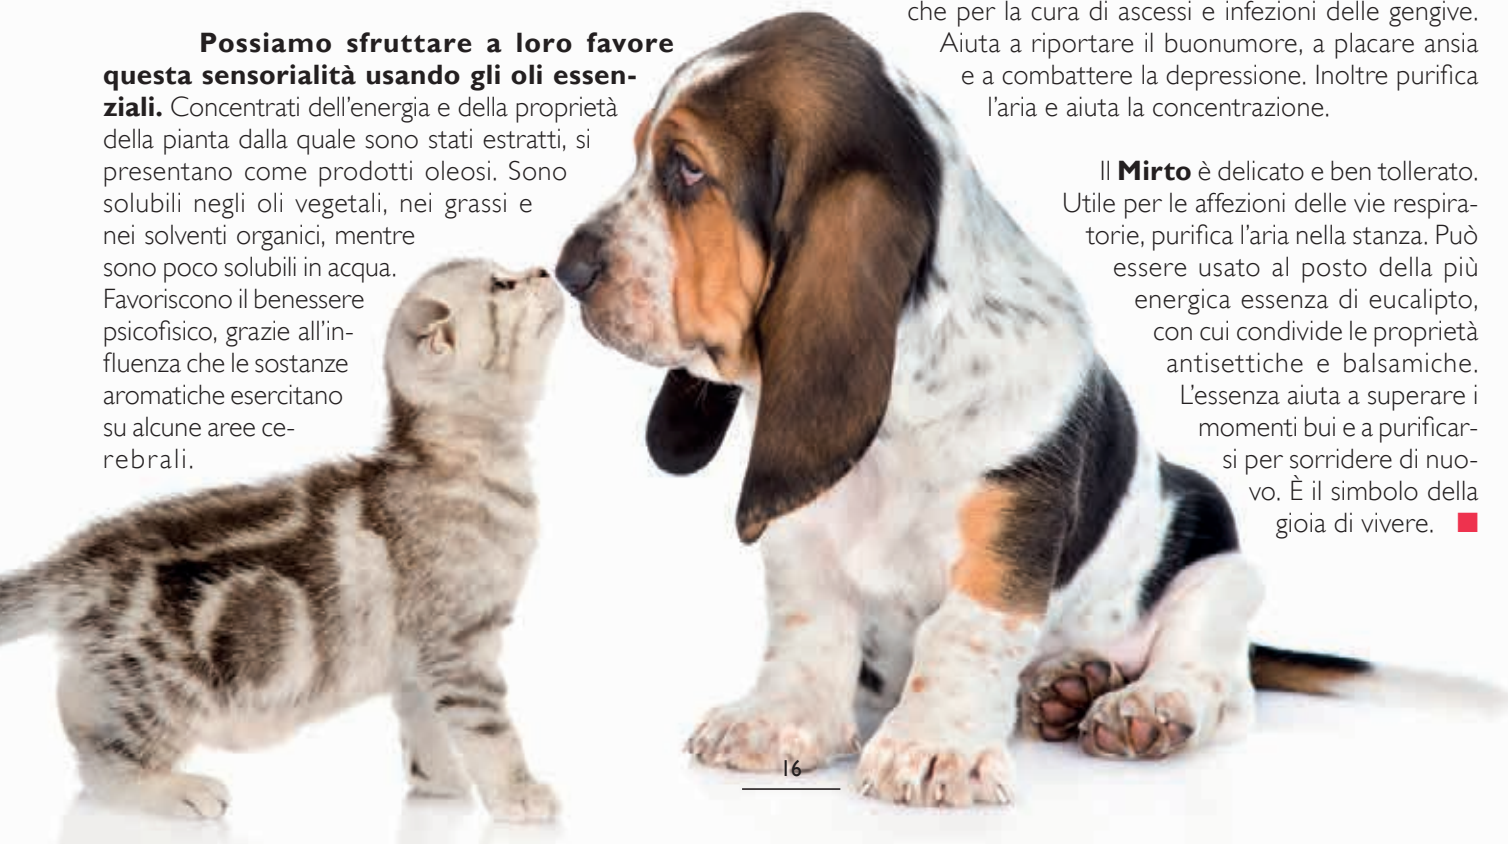 Possiamo sfruttare a loro favore
questa sensorialità usando gli oli essen-
ziali. Concentrati dell'energia e della proprietà
della pianta dalla quale sono stati estratti, si
presentano come prodotti oleosi. Sono
solubili negli oli vegetali, nei grassi e
nei solventi organici, mentre
sono poco solubili in acqua.
Favoriscono il benessere
psicofisico, grazie all'in-
fluenza che le sostanze
aromatiche esercitano
su alcune aree ce-
rebrali.
che per la cura di ascessi e infezioni delle gengive.
Aiuta a riportare il buonumore, a placare ansia
e a combattere la depressione. Inoltre purifica
l'aria e aiuta la concentrazione.
Il Mirto è delicato e ben tollerato.
Utile per le affezioni delle vie respira-
torie, purifica l'aria nella stanza. Può
essere usato al posto della più
energica essenza di eucalipto,
con cui condivide le proprietà
antisettiche e balsamiche.
L'essenza aiuta a superare i
momenti bui e a purificar-
si per sorridere di nuo-
vo. È il simbolo della
gioia di vivere.
16